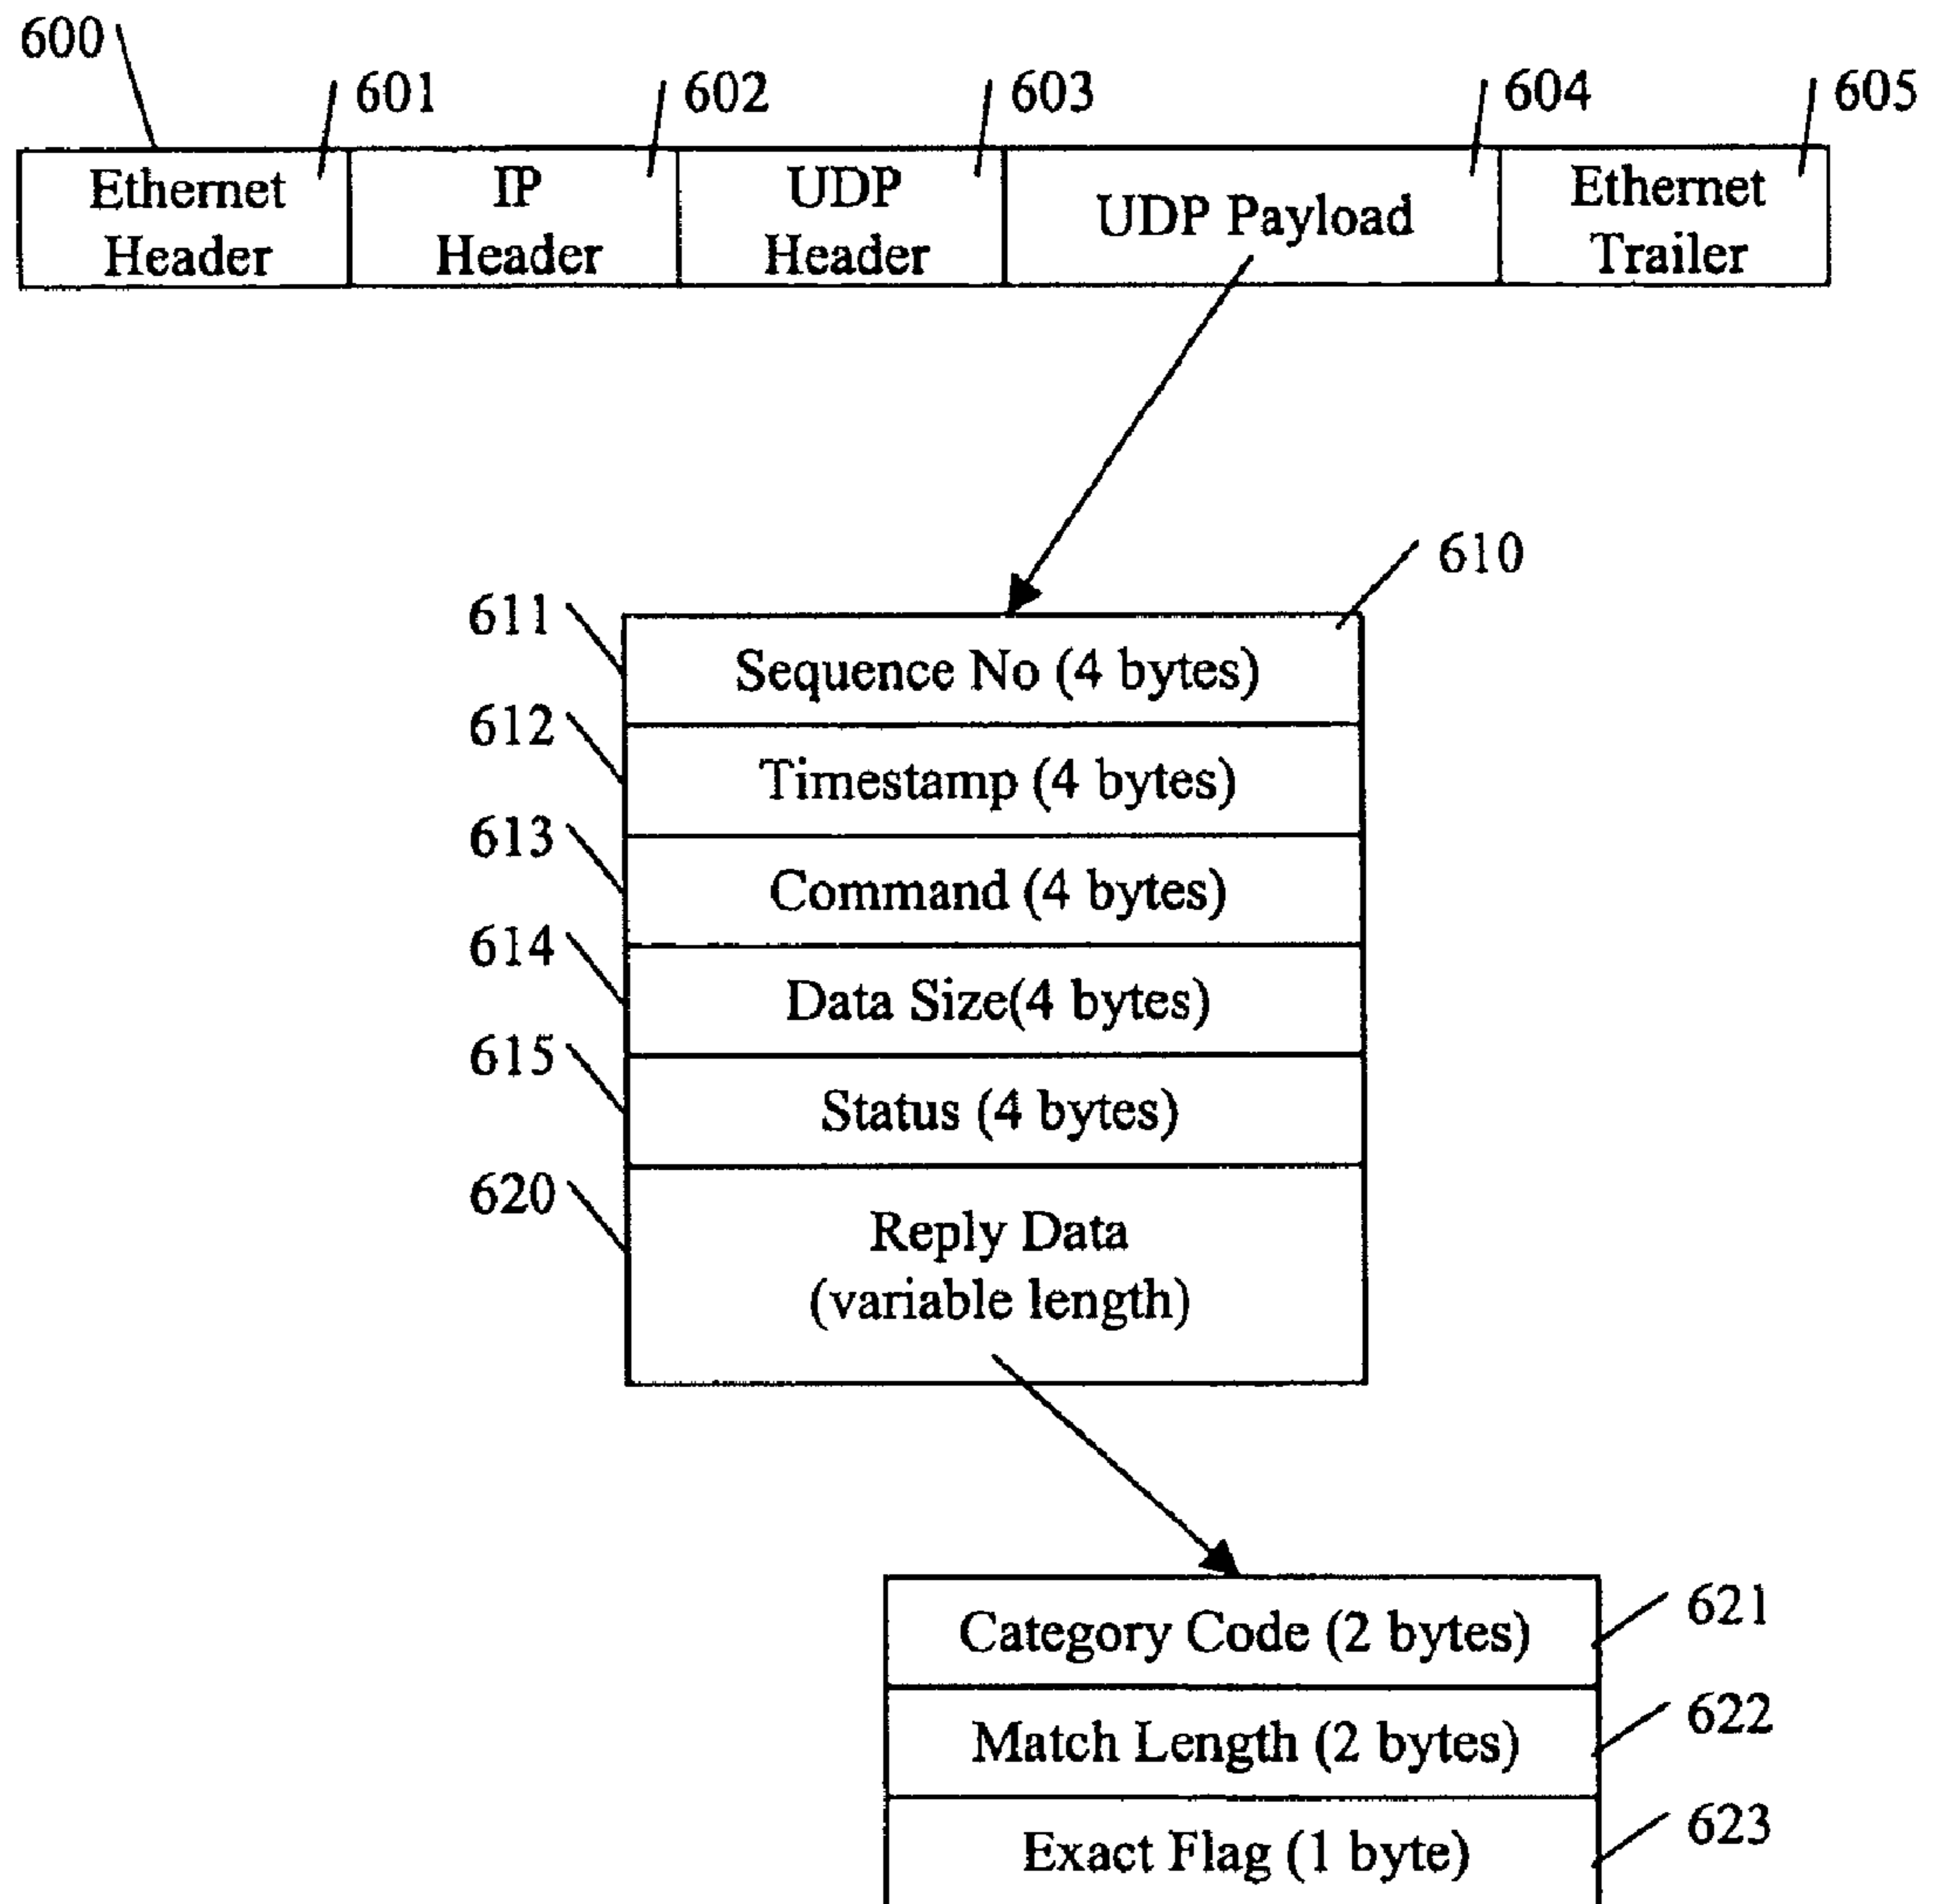 600
601
602
603
604
605
Ethernet
Header
IP
Header
UDP
Header
UDP Payload
Ethernet
Trailer
610
611
Sequence No (4 bytes)
612
Timestamp (4 bytes)
613
Command (4 bytes)
614
Data Size(4 bytes)
615
Status (4 bytes)
620
Reply Data
(variable length)
Category Code (2 bytes)
621
Match Length (2 bytes)
622
Exact Flag (1 byte)
623